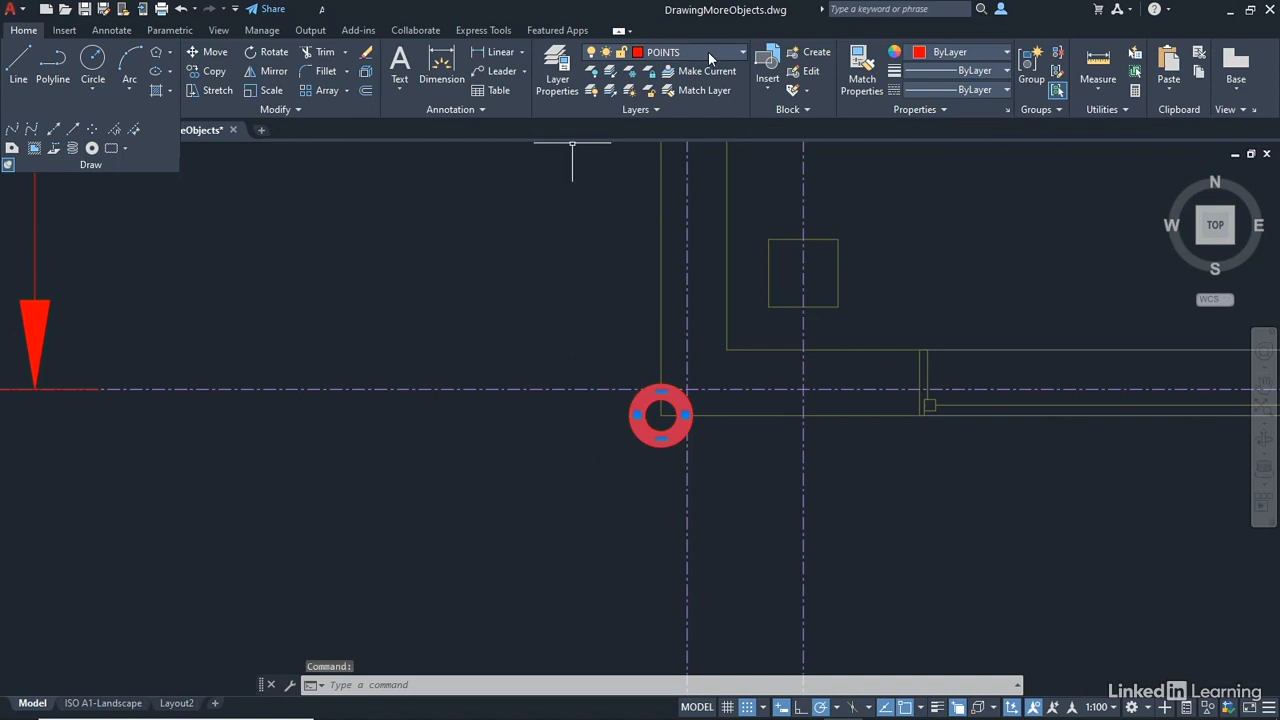 DrawingMoreObjects.dwg
Type a keyword or phrase
Share
Home Insert Annotate Parametric View Manage Output Add-ins Collaborate Express Tools Featured Apps
Line Polyline Circle Arc
Move Rotate Trim
Copy Mirror Fillet
Stretch Scale Array
Modify
Text Dimension
Linear
Leader
Table
Annotation
Layer Properties
POINTS
Make Current
Match Layer
Layers
Insert
Create
Edit
Block
Match Properties
ByLayer
ByLayer
ByLayer
Properties
Group
Groups
Measure
Utilities
Paste
Clipboard
Base
View
eObjects*
Draw
N
W TOP E
S
WCS
Command:
Type a command
Model ISO A1-Landscape Layout2
MODEL 1:100
LinkedIn Learning